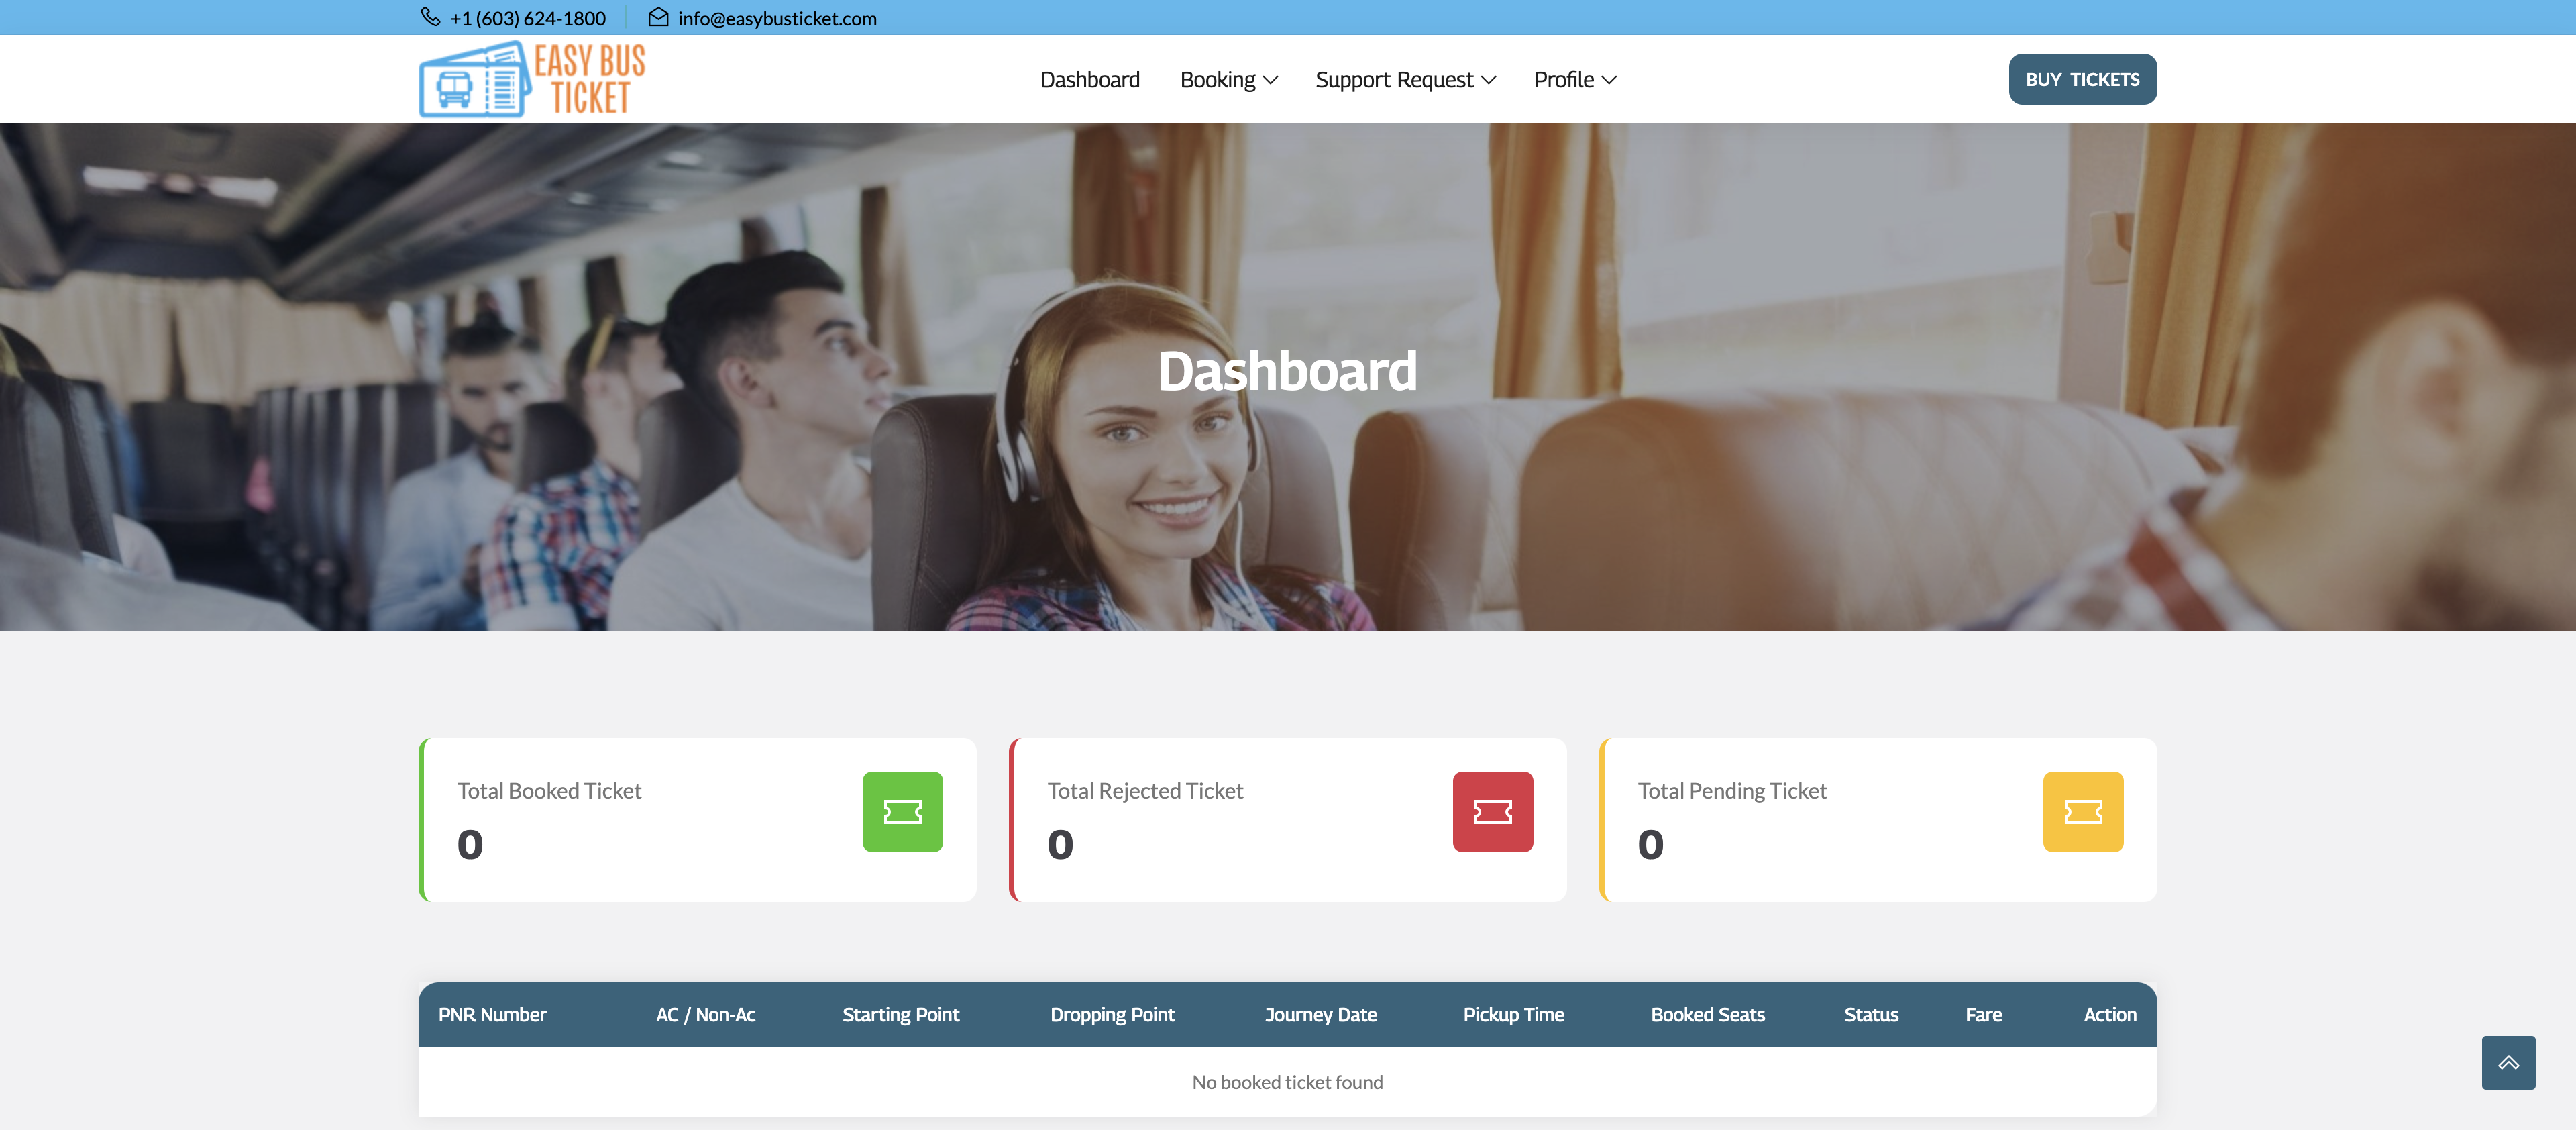 +1 (603) 624-1800 info@easybusticket.com
EASY BUS
TICKET
Dashboard Booking Support Request Profile
BUY TICKETS
Dashboard
Total Booked Ticket
0
Total Rejected Ticket
0
Total Pending Ticket
0
PNR Number AC / Non-Ac Starting Point Dropping Point Journey Date Pickup Time Booked Seats Status Fare Action
No booked ticket found